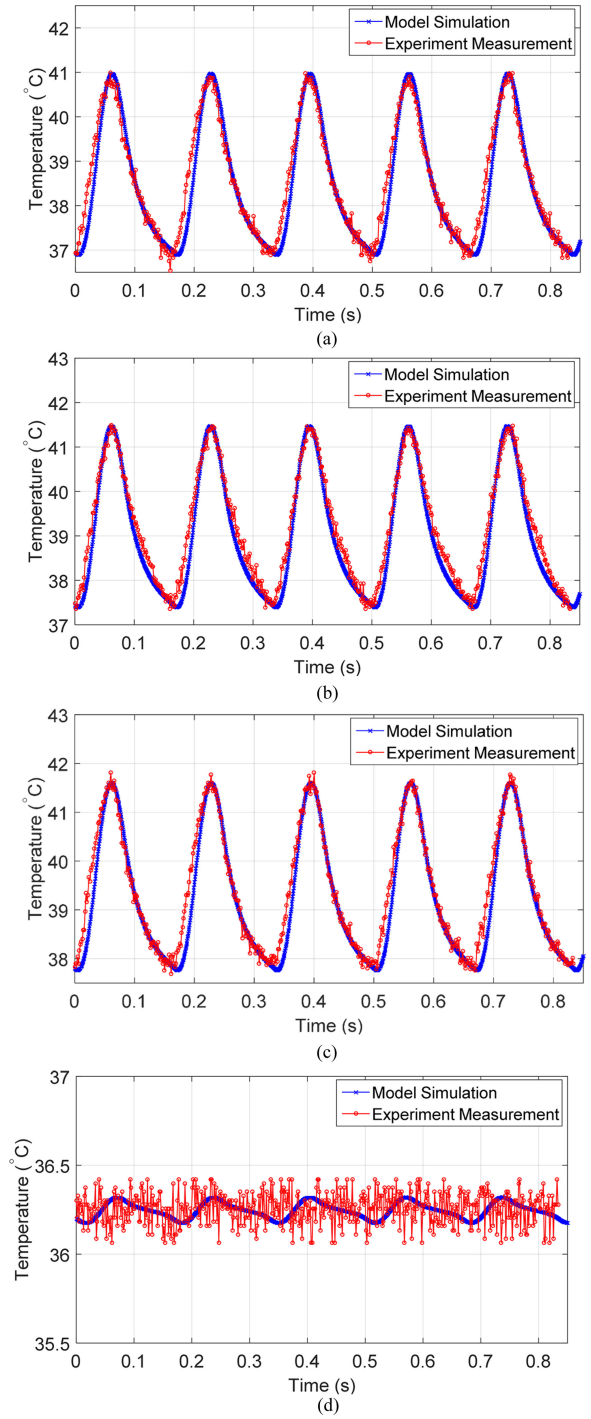 42
41
40
39
38
37
Temperature (°C)
Model Simulation
Experiment Measurement
0 0.1 0.2 0.3 0.4 0.5 0.6 0.7 0.8
Time (s)
(a)
43
42
41
40
39
38
37
Temperature (°C)
Model Simulation
Experiment Measurement
0 0.1 0.2 0.3 0.4 0.5 0.6 0.7 0.8
Time (s)
(b)
43
42
41
40
39
38
Temperature (°C)
Model Simulation
Experiment Measurement
0 0.1 0.2 0.3 0.4 0.5 0.6 0.7 0.8
Time (s)
(c)
37
36.5
36
35.5
Temperature (°C)
Model Simulation
Experiment Measurement
0 0.1 0.2 0.3 0.4 0.5 0.6 0.7 0.8
Time (s)
(d)